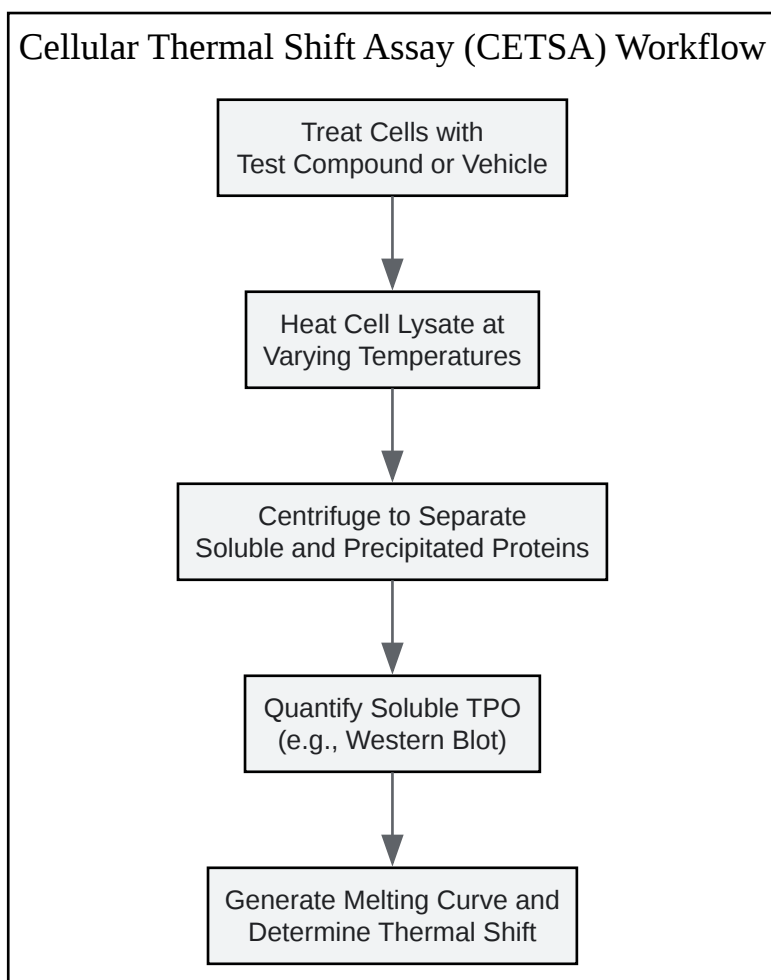 Cellular Thermal Shift Assay (CETSA) Workflow
Treat Cells with
Test Compound or Vehicle
Heat Cell Lysate at
Varying Temperatures
Centrifuge to Separate
Soluble and Precipitated Proteins
Quantify Soluble TPO
(e.g., Western Blot)
Generate Melting Curve and
Determine Thermal Shift